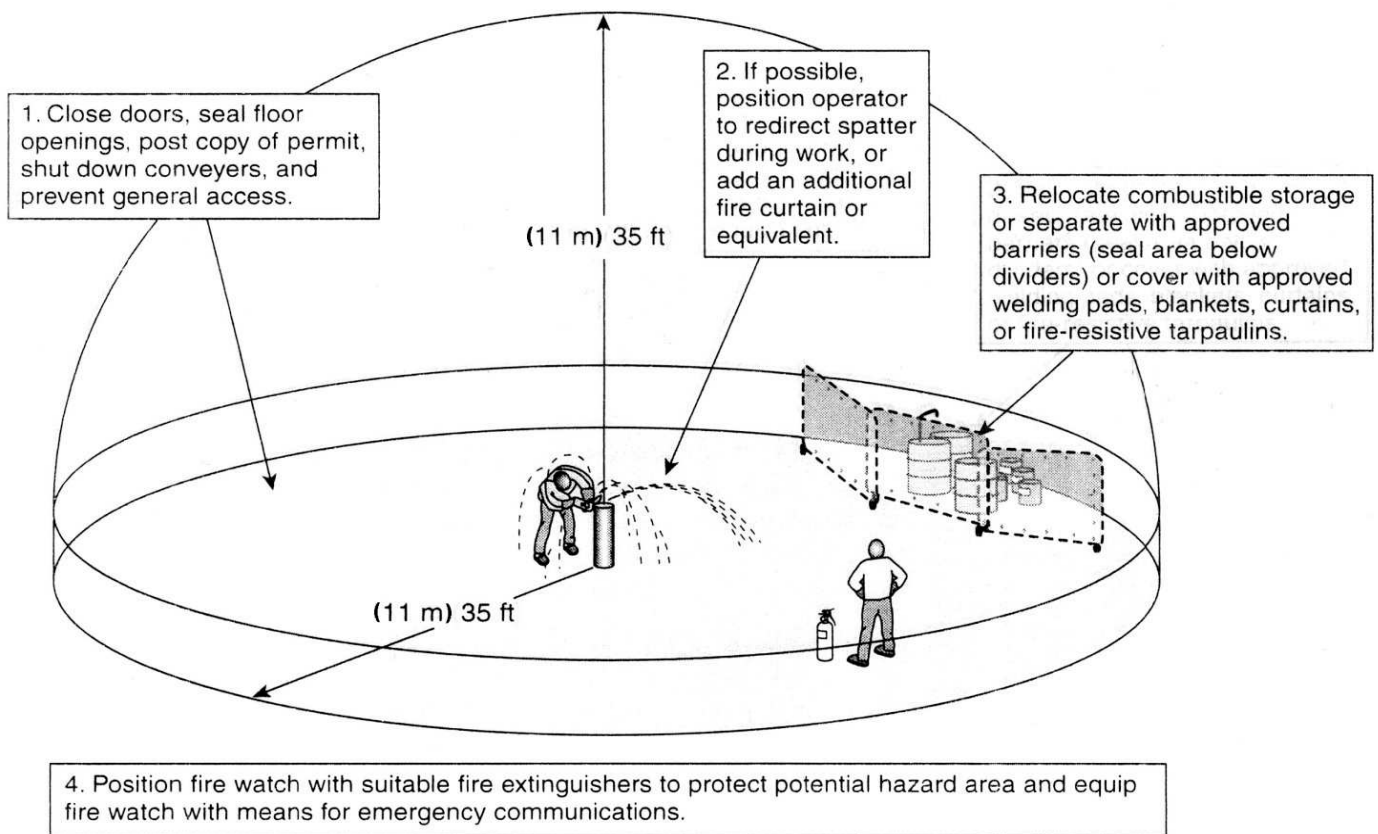 1. Close doors, seal floor
openings, post copy of permit,
shut down conveyers, and
prevent general access.
2. If possible,
position operator
to redirect spatter
during work, or
add an additional
fire curtain or
equivalent.
(11 m) 35 ft
3. Relocate combustible storage
or separate with approved
barriers (seal area below
dividers) or cover with approved
welding pads, blankets, curtains,
or fire-resistive tarpaulins.
(11 m) 35 ft
4. Position fire watch with suitable fire extinguishers to protect potential hazard area and equip
fire watch with means for emergency communications.